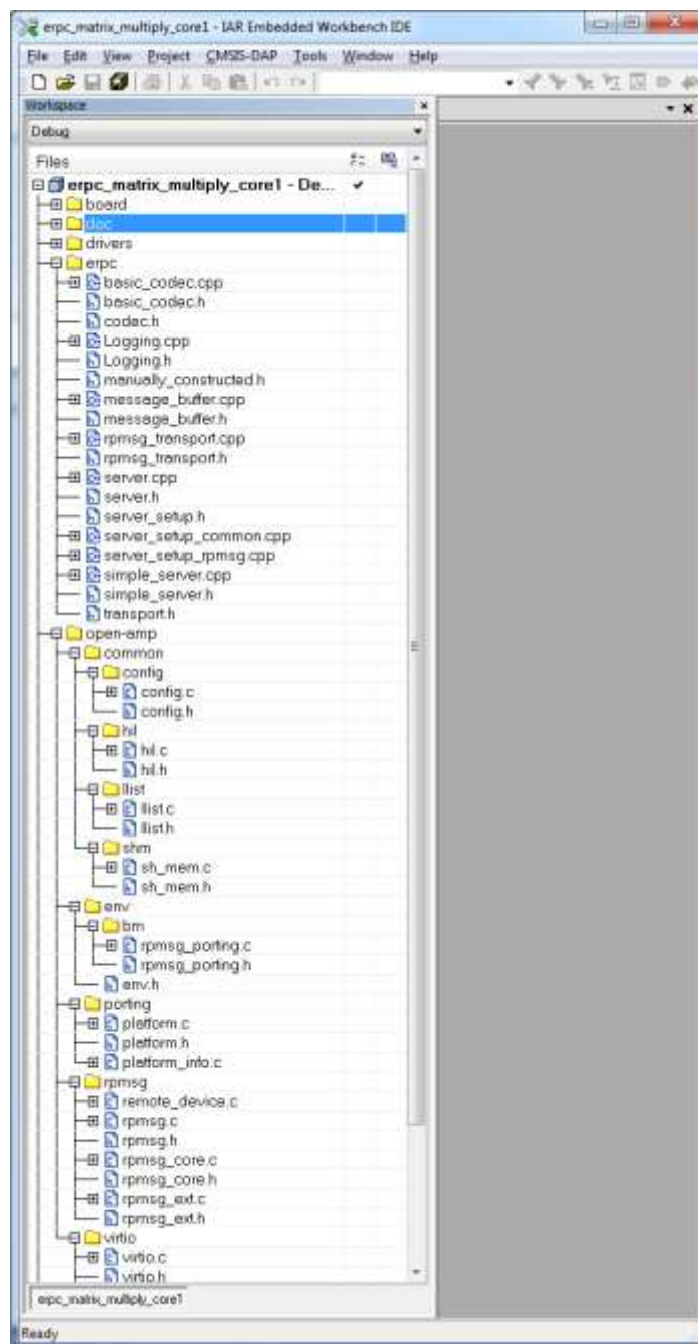 erpc_matrix_multiply_core1 - IAR Embedded Workbench IDE
File Edit View Project CMSIS-DAP Tools Window Help
Workspace
Debug
Files
erpc_matrix_multiply_core1 - De...
board
doc
drivers
erpc
basic_codec.cpp
basic_codec.h
codec.h
Logging.cpp
Logging.h
manually_constructed.h
message_buffer.cpp
message_buffer.h
rpmsg_transport.cpp
rpmsg_transport.h
server.cpp
server.h
server_setup.h
server_setup_common.cpp
server_setup_rpmsg.cpp
simple_server.cpp
simple_server.h
transport.h
open-amp
common
config
config.c
config.h
hil
hil.c
hil.h
llist
llist.c
llist.h
shm
sh_mem.c
sh_mem.h
env
bm
rpmsg_porting.c
rpmsg_porting.h
env.h
porting
platform.c
platform.h
platform_info.c
rpmsg
remote_device.c
rpmsg.c
rpmsg.h
rpmsg_core.c
rpmsg_core.h
rpmsg_ext.c
rpmsg_ext.h
virtio
virtio.c
virtio.h
erpc_matrix_multiply_core1
Ready